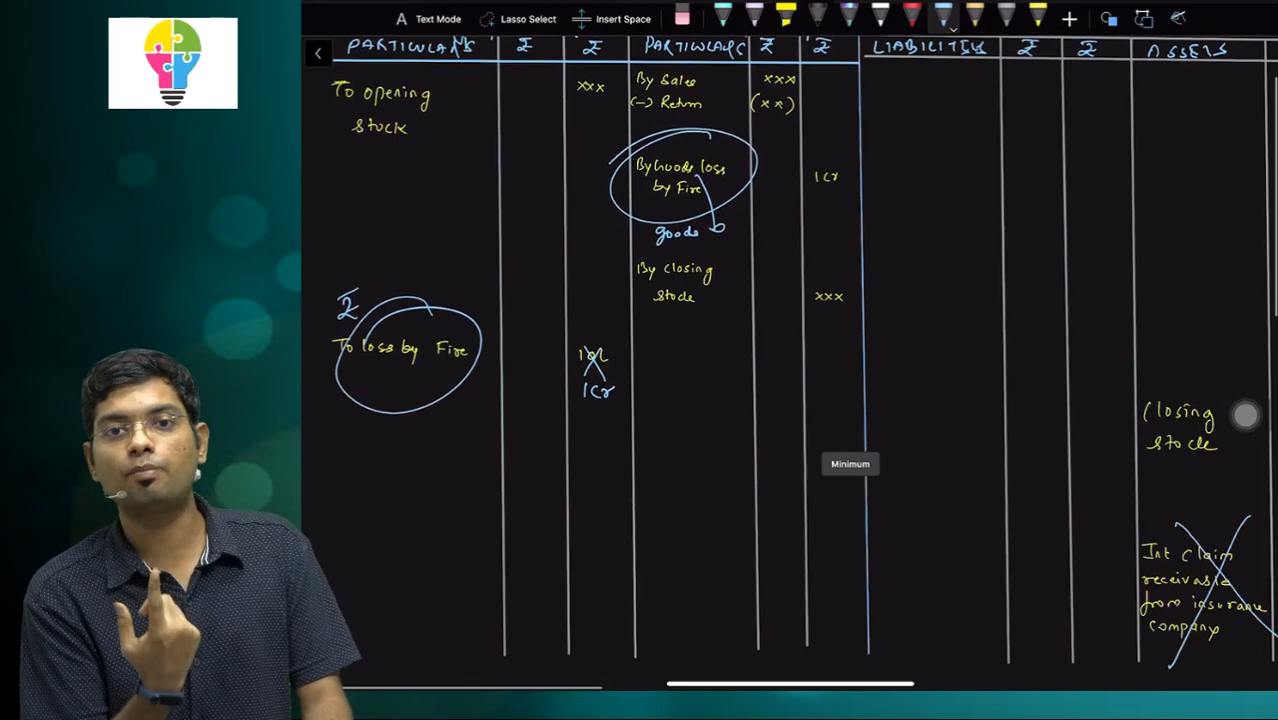 Text Mode
Lasso Select
Insert Space
PARTICULARS
PARTICULARS
LIABILITIES
ASSETS
To opening
stock
xxx
By Sales
xxx
(-) Return
(xx)
By Goods loss
by Fire
1cr
goods
By closing
stock
xxx
To loss by Fire
1cr
Minimum
Closing
stock
Int claim
receivable
from insurance
company